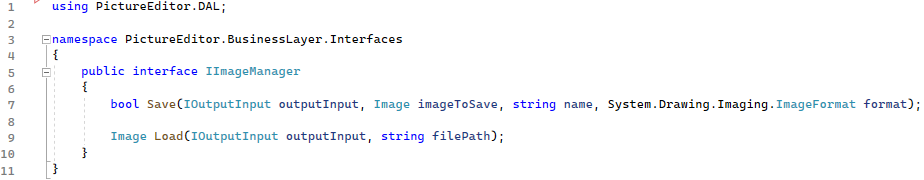 1 using PictureEditor.DAL;
2
3 namespace PictureEditor.BusinessLayer.Interfaces
4 {
5     public interface IImageManager
6     {
7         bool Save(IOutputInput outputInput, Image imageToSave, string name, System.Drawing.Imaging.ImageFormat format);
8
9         Image Load(IOutputInput outputInput, string filePath);
10     }
11 }